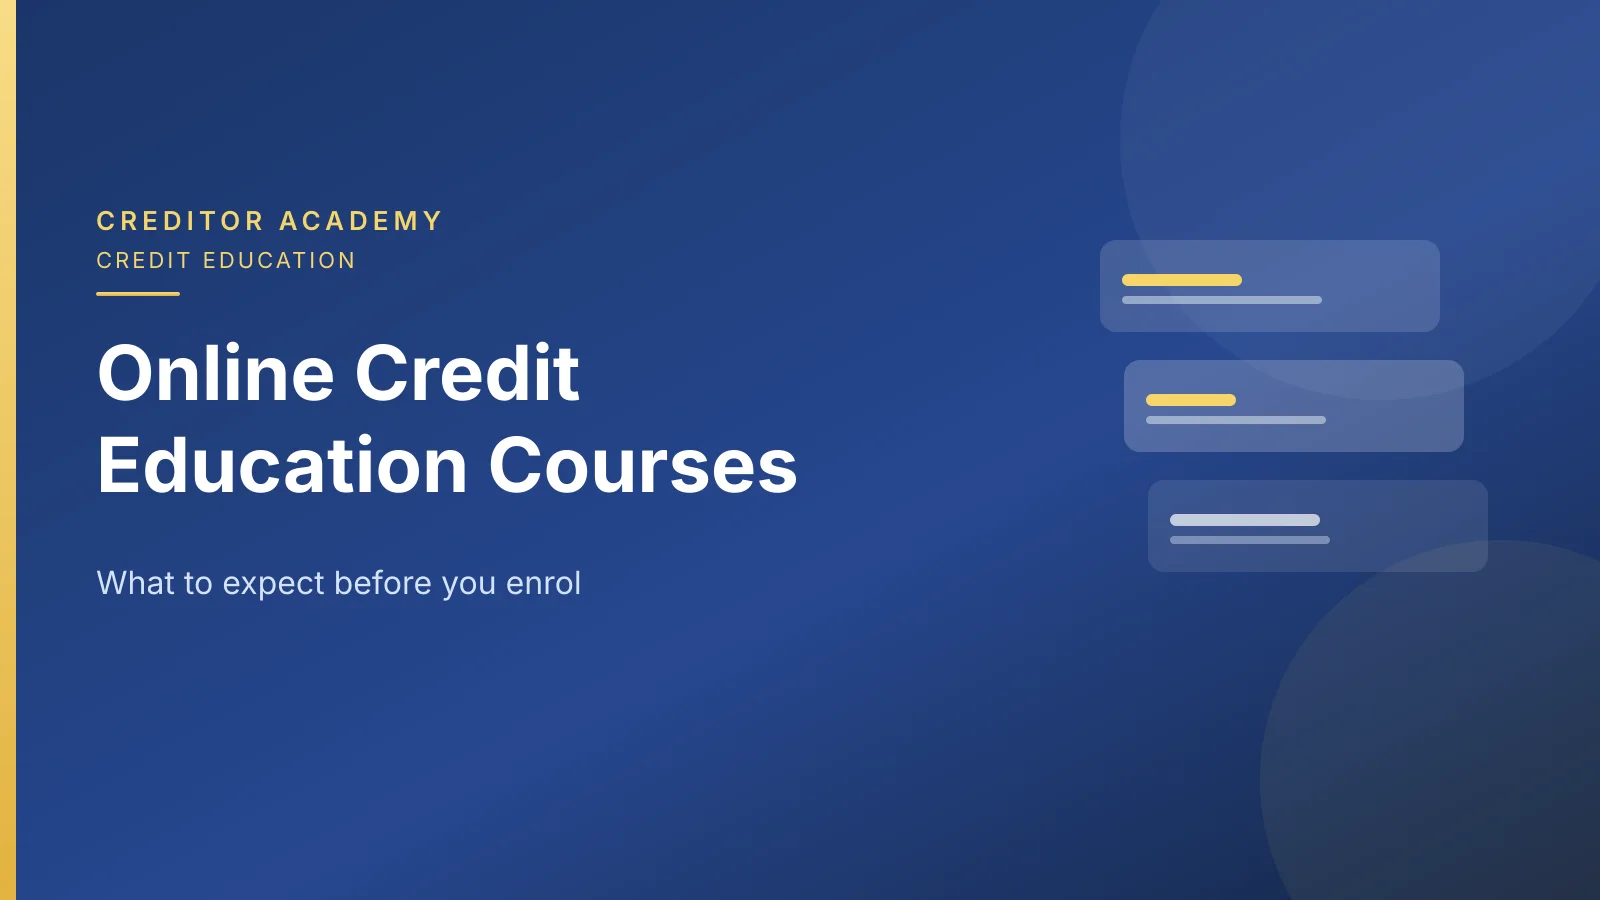 CREDITOR ACADEMY
CREDIT EDUCATION
Online Credit
Education Courses
What to expect before you enrol